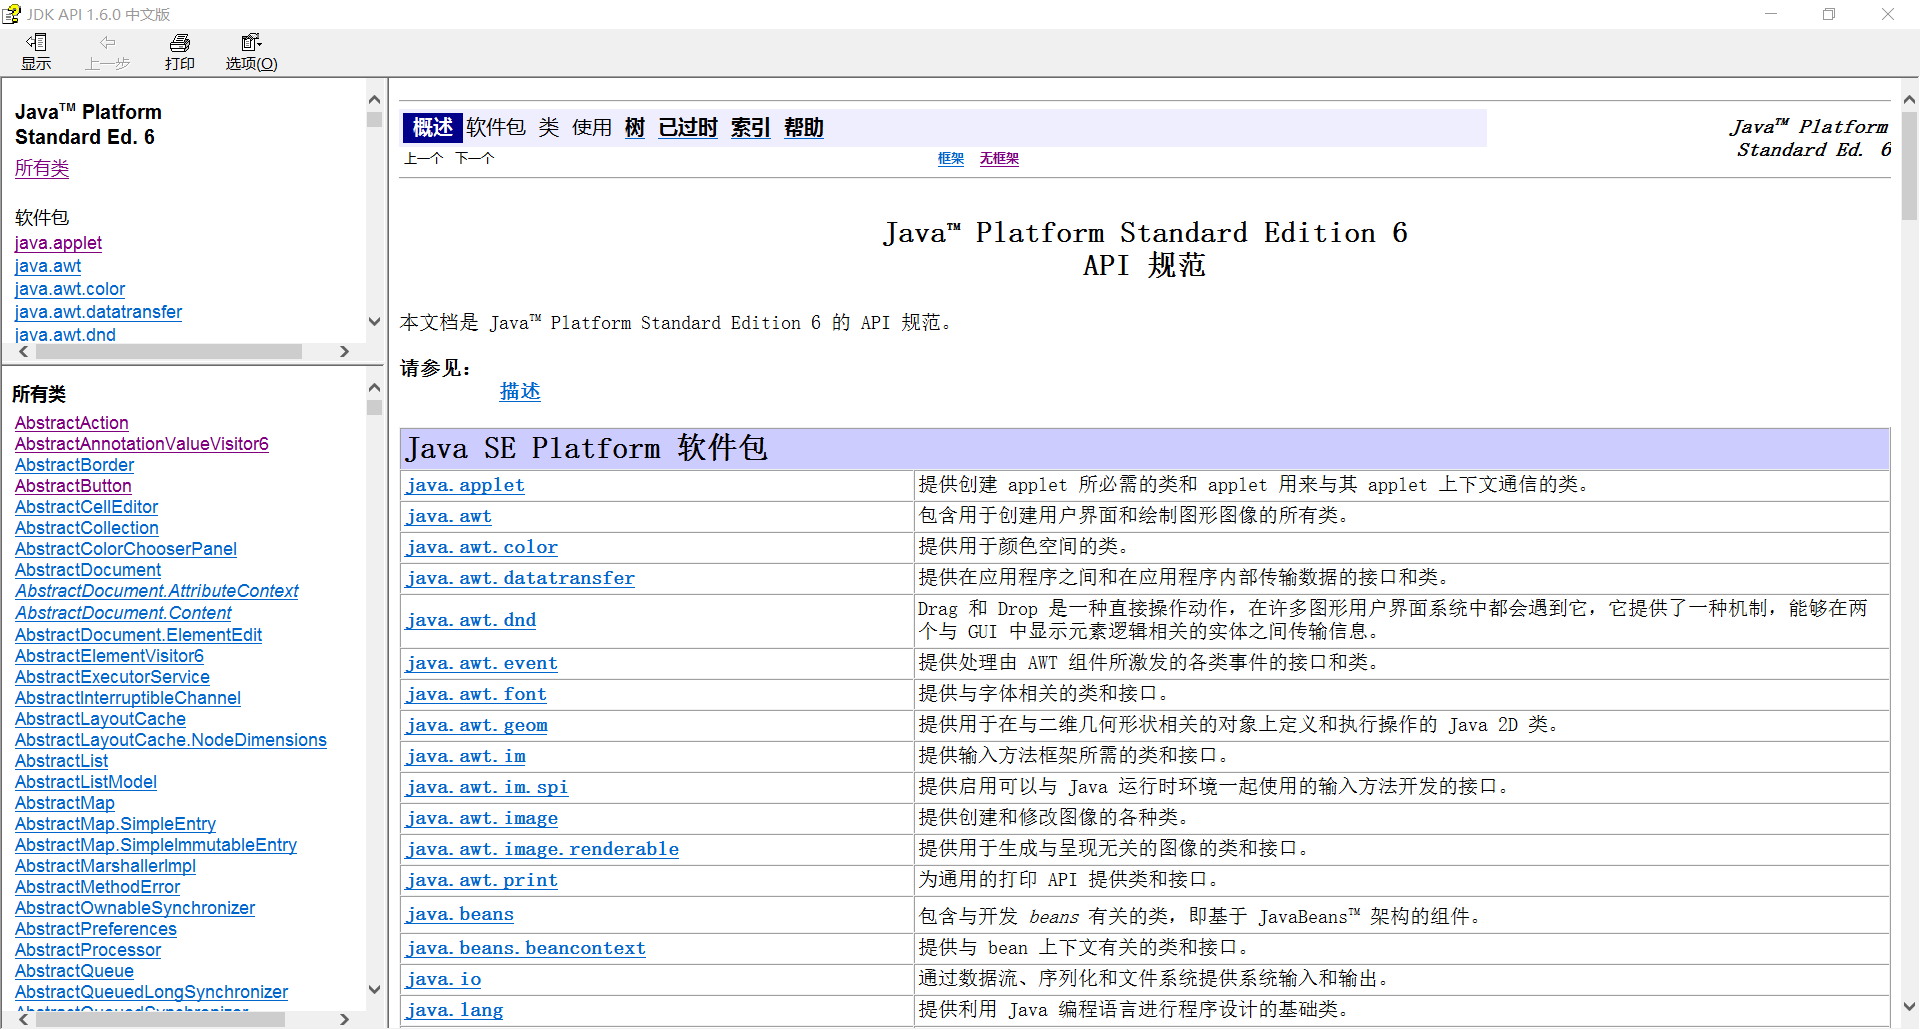 JDK API 1.6.0 中文版
显示
上一步
打印
选项(O)
Java™ Platform
Standard Ed. 6
所有类
软件包
java.applet
java.awt
java.awt.color
java.awt.datatransfer
java.awt.dnd
所有类
AbstractAction
AbstractAnnotationValueVisitor6
AbstractBorder
AbstractButton
AbstractCellEditor
AbstractCollection
AbstractColorChooserPanel
AbstractDocument
AbstractDocument.AttributeContext
AbstractDocument.Content
AbstractDocument.ElementEdit
AbstractElementVisitor6
AbstractExecutorService
AbstractInterruptibleChannel
AbstractLayoutCache
AbstractLayoutCache.NodeDimensions
AbstractList
AbstractListModel
AbstractMap
AbstractMap.SimpleEntry
AbstractMap.SimpleImmutableEntry
AbstractMarshallerImpl
AbstractMethodError
AbstractOwnableSynchronizer
AbstractPreferences
AbstractProcessor
AbstractQueue
AbstractQueuedLongSynchronizer
AbstractQueuedSynchronizer
概述 软件包 类 使用 树 已过时 索引 帮助
Java™ Platform
Standard Ed. 6
上一个 下一个
框架 无框架
Java™ Platform Standard Edition 6
API 规范
本文档是 Java™ Platform Standard Edition 6 的 API 规范。
请参见：
描述
Java SE Platform 软件包
java.applet 提供创建 applet 所必需的类和 applet 用来与其 applet 上下文通信的类。
java.awt 包含用于创建用户界面和绘制图形图像的所有类。
java.awt.color 提供用于颜色空间的类。
java.awt.datatransfer 提供在应用程序之间和在应用程序内部传输数据的接口和类。
java.awt.dnd Drag 和 Drop 是一种直接操作动作，在许多图形用户界面系统中都会遇到它，它提供了一种机制，能够在两
个与 GUI 中显示元素逻辑相关的实体之间传输信息。
java.awt.event 提供处理由 AWT 组件所激发的各类事件的接口和类。
java.awt.font 提供与字体相关的类和接口。
java.awt.geom 提供用于在与二维几何形状相关的对象上定义和执行操作的 Java 2D 类。
java.awt.im 提供输入方法框架所需的类和接口。
java.awt.im.spi 提供启用可以与 Java 运行时环境一起使用的输入方法开发的接口。
java.awt.image 提供创建和修改图像的各种类。
java.awt.image.renderable 提供用于生成与呈现无关的图像的类和接口。
java.awt.print 为通用的打印 API 提供类和接口。
java.beans 包含与开发 beans 有关的类，即基于 JavaBeans™ 架构的组件。
java.beans.beancontext 提供与 bean 上下文有关的类和接口。
java.io 通过数据流、序列化和文件系统提供系统输入和输出。
java.lang 提供利用 Java 编程语言进行程序设计的基础类。